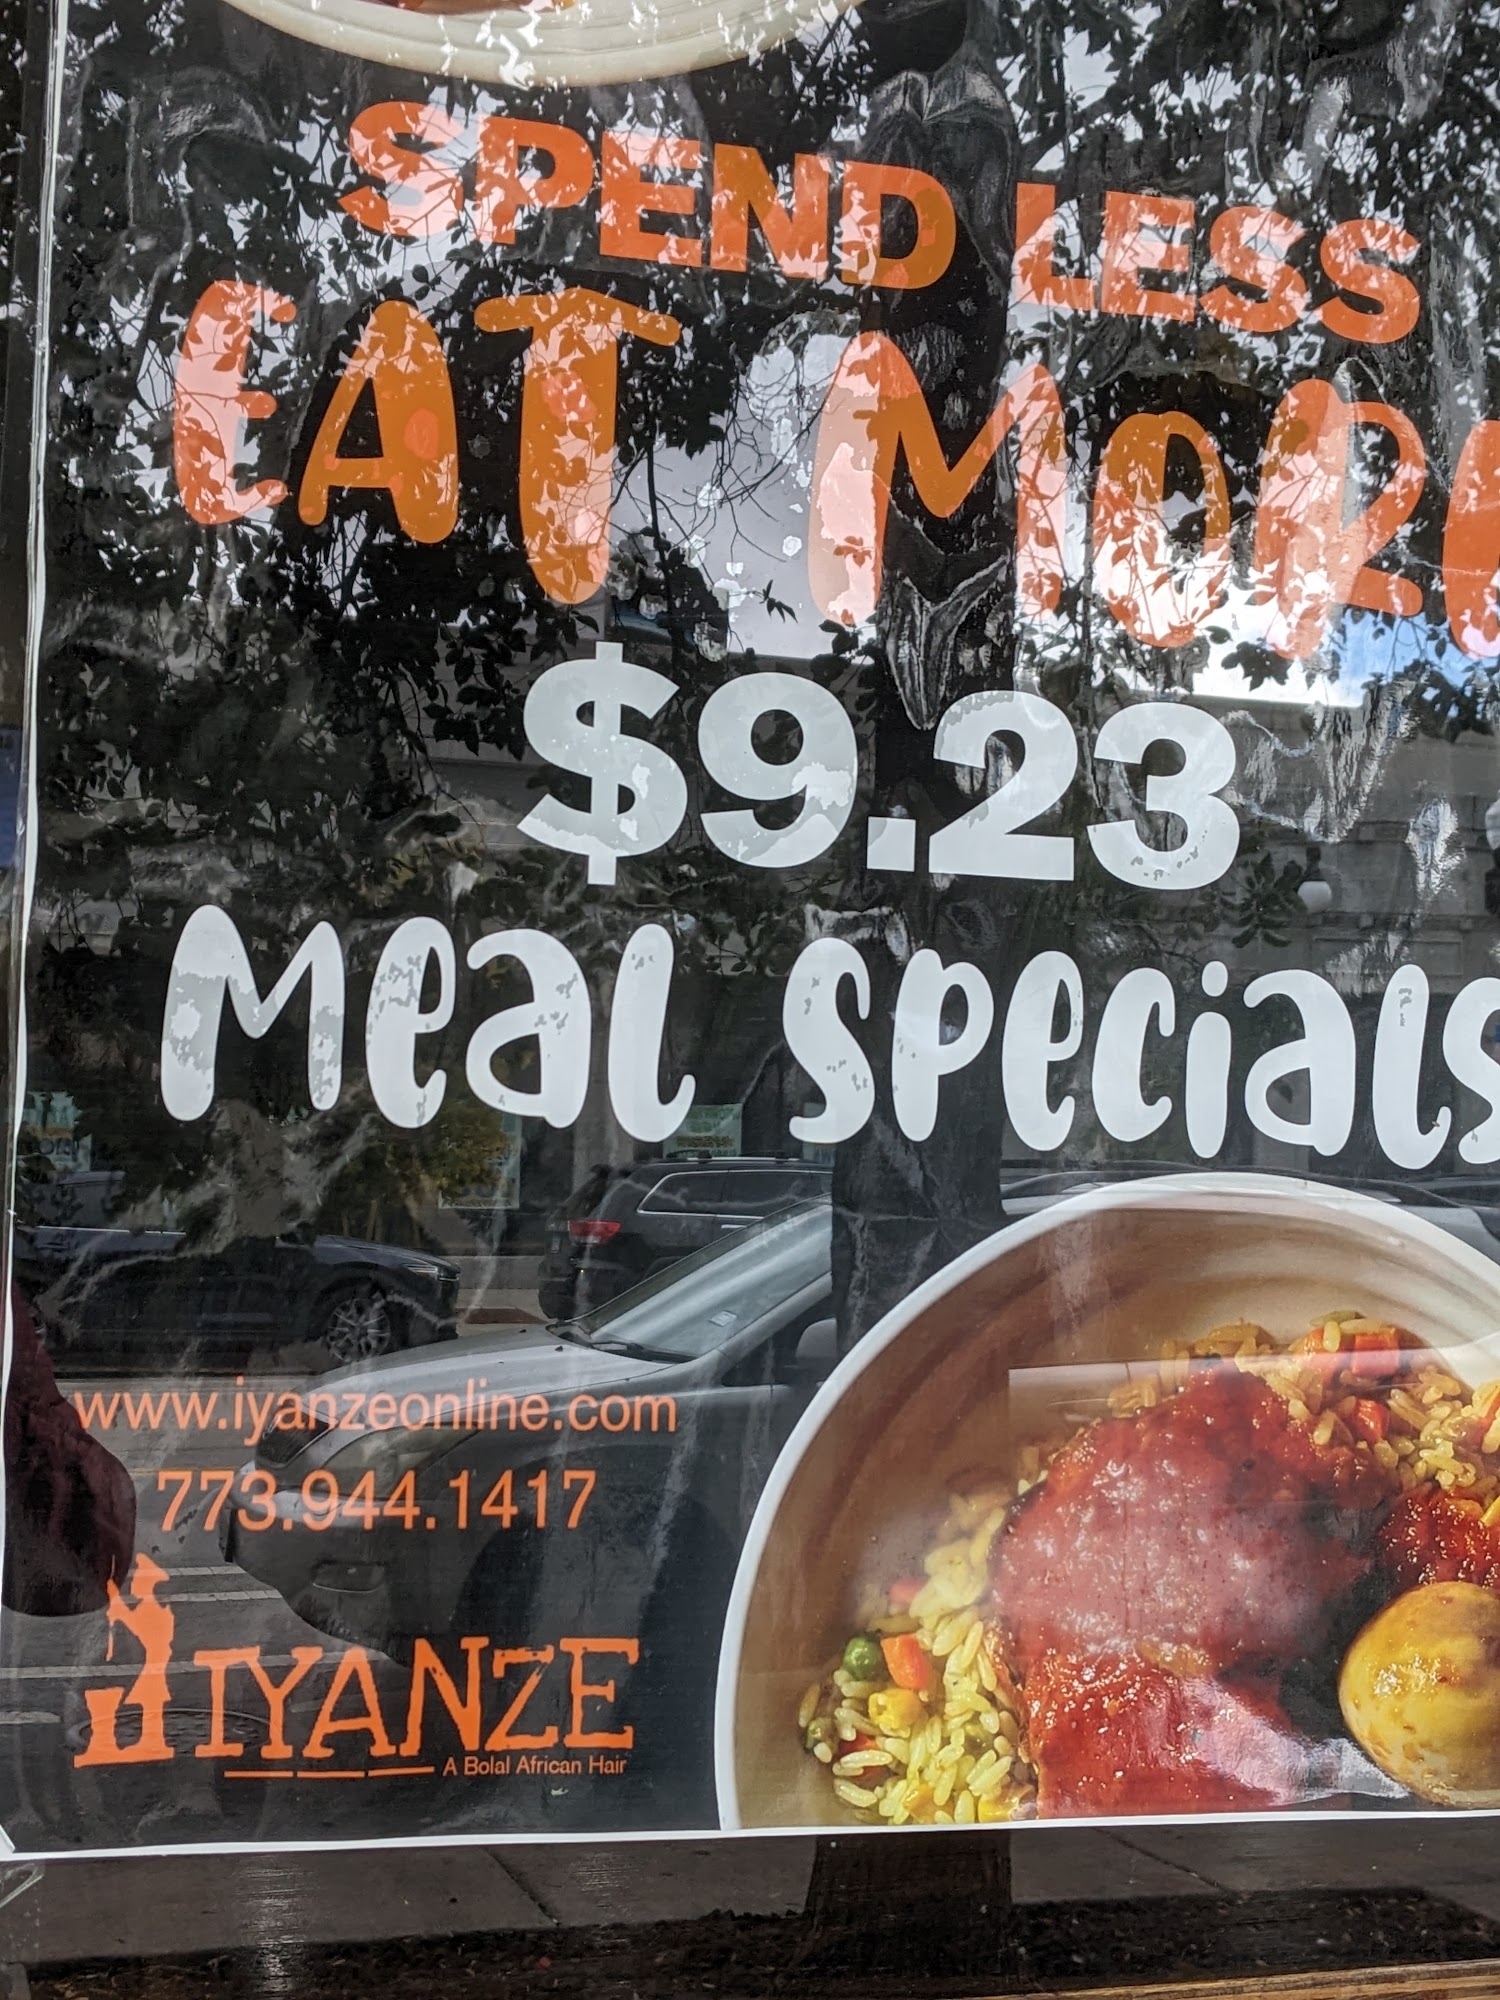 SPEND LESS
EAT MORE
$9.23
Meal Specials
www.iyanzeonline.com
773.944.1417
IYANZE
A Bolal African Hair